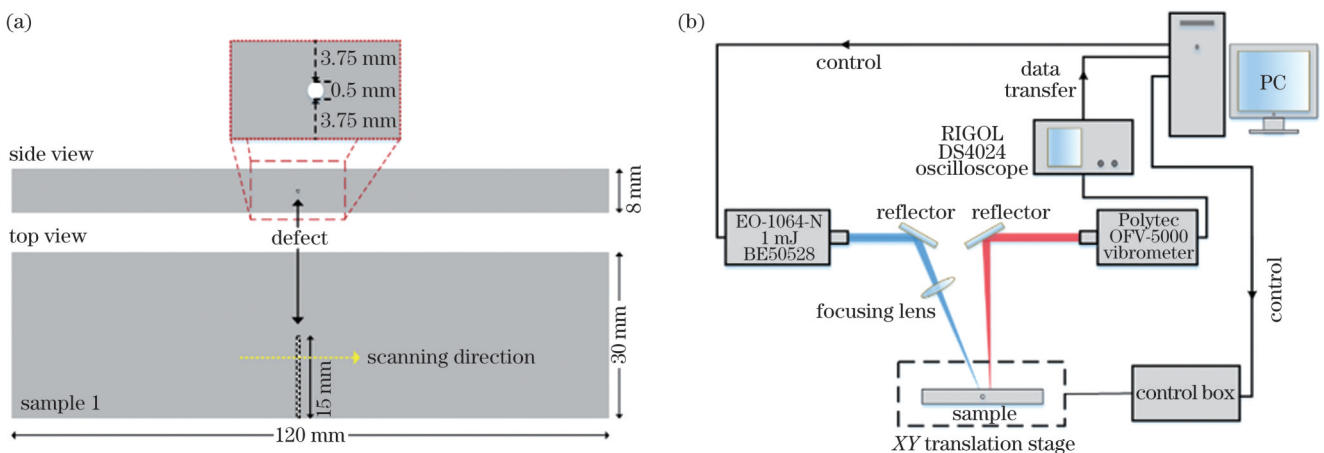 (a)
3.75 mm
0.5 mm
3.75 mm
side view
8 mm
defect
top view
30 mm
scanning direction
15 mm
sample 1
120 mm
(b)
control
data
transfer
PC
RIGOL
DS4024
oscilloscope
EO-1064-N
1 mJ
BE50528
reflector
reflector
Polytec
OFV-5000
vibrometer
focusing lens
control
sample
control box
XY translation stage